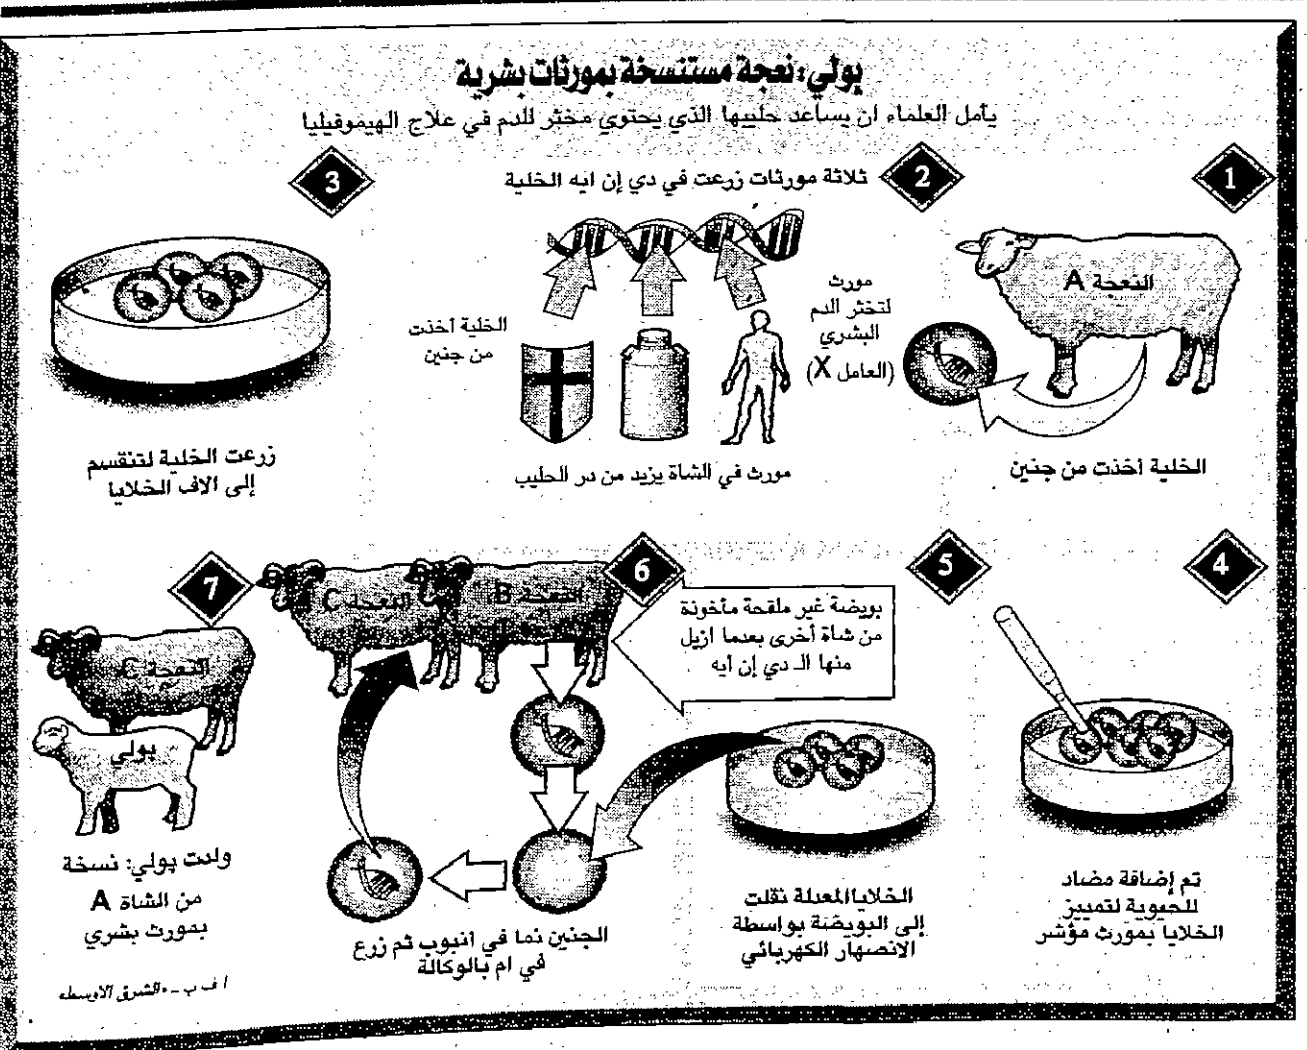 بولي: نعجة مستنسخة بمورثات بشرية
يأمل العلماء ان يساعد حليبها الذي يحتوي مخثر للدم في علاج الهيموفيليا
1
النعجة A
الخلية أخذت من جنين
2
ثلاثة مورثات زرعت في دي إن ايه الخلية
مورث
لتخثر الدم
البشري
(العامل X)
الخلية أخذت
من جنين
مورث في الشاة يزيد من در الحليب
3
زرعت الخلية لتنقسم
إلى الاف الخلايا
4
تم إضافة مضاد
للحيوية لتمييز
الخلايا بمورث مؤشر
5
الخلايا المعدلة نقلت
إلى البويضة بواسطة
الانصهار الكهربائي
6
بويضة غير ملقحة مأخوذة
من شاة أخرى بعدما ازيل
منها الـ دي إن ايه
النعجة B
النعجة C
الجنين نما في انبوب ثم زرع
في ام بالوكالة
7
النعجة C
بولي
ولدت بولي: نسخة
من الشاة A
بمورث بشري
أ ف ب ـ «الشرق الاوسط»